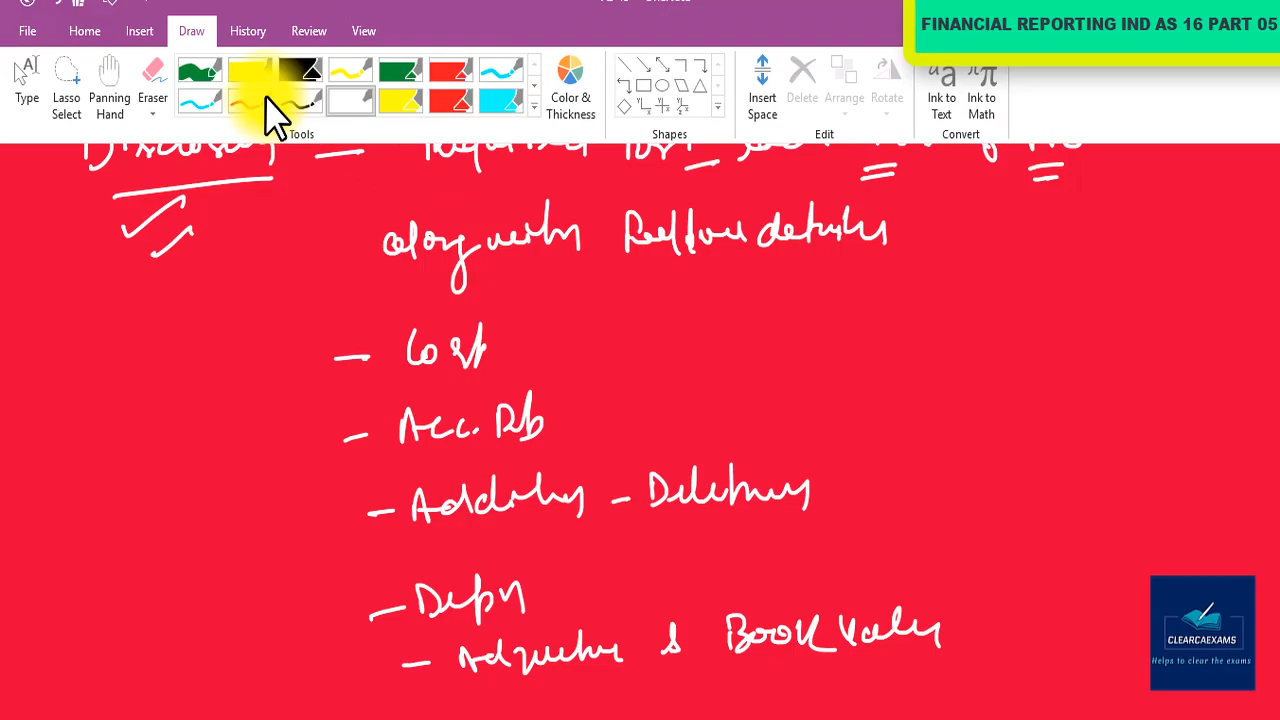 File Home Insert Draw History Review View
FINANCIAL REPORTING IND AS 16 PART 05
Type Lasso Select Panning Hand Eraser Color & Thickness Insert Space Delete Arrange Rotate Ink to Text Ink to Math
Tools Shapes Edit Convert
Disclosure — Required
along with details
— Cost
— Acc. Dep
— Additions – Deletions
— Depn
— & Book Value
CLEARCAEXAMS
Helps to clear the exams